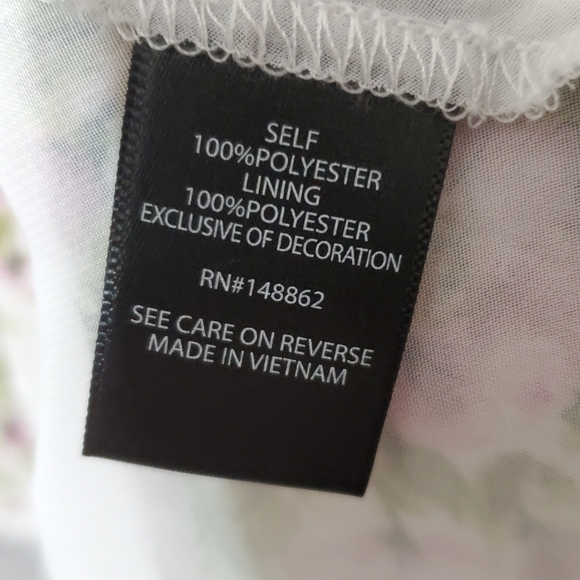 SELF
100%POLYESTER
LINING
100%POLYESTER
EXCLUSIVE OF DECORATION
RN#148862
SEE CARE ON REVERSE
MADE IN VIETNAM